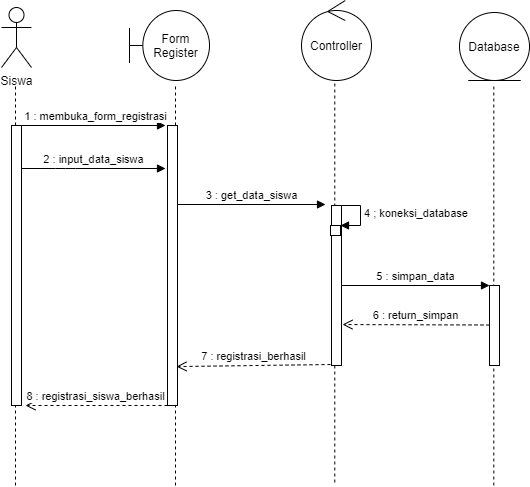 Form
Register
Controller
Database
Siswa
1 : membuka_form_registrasi
2 : input_data_siswa
3 : get_data_siswa
4 ; koneksi_database
5 : simpan_data
6 : return_simpan
7 : registrasi_berhasil
8 : registrasi_siswa_berhasil